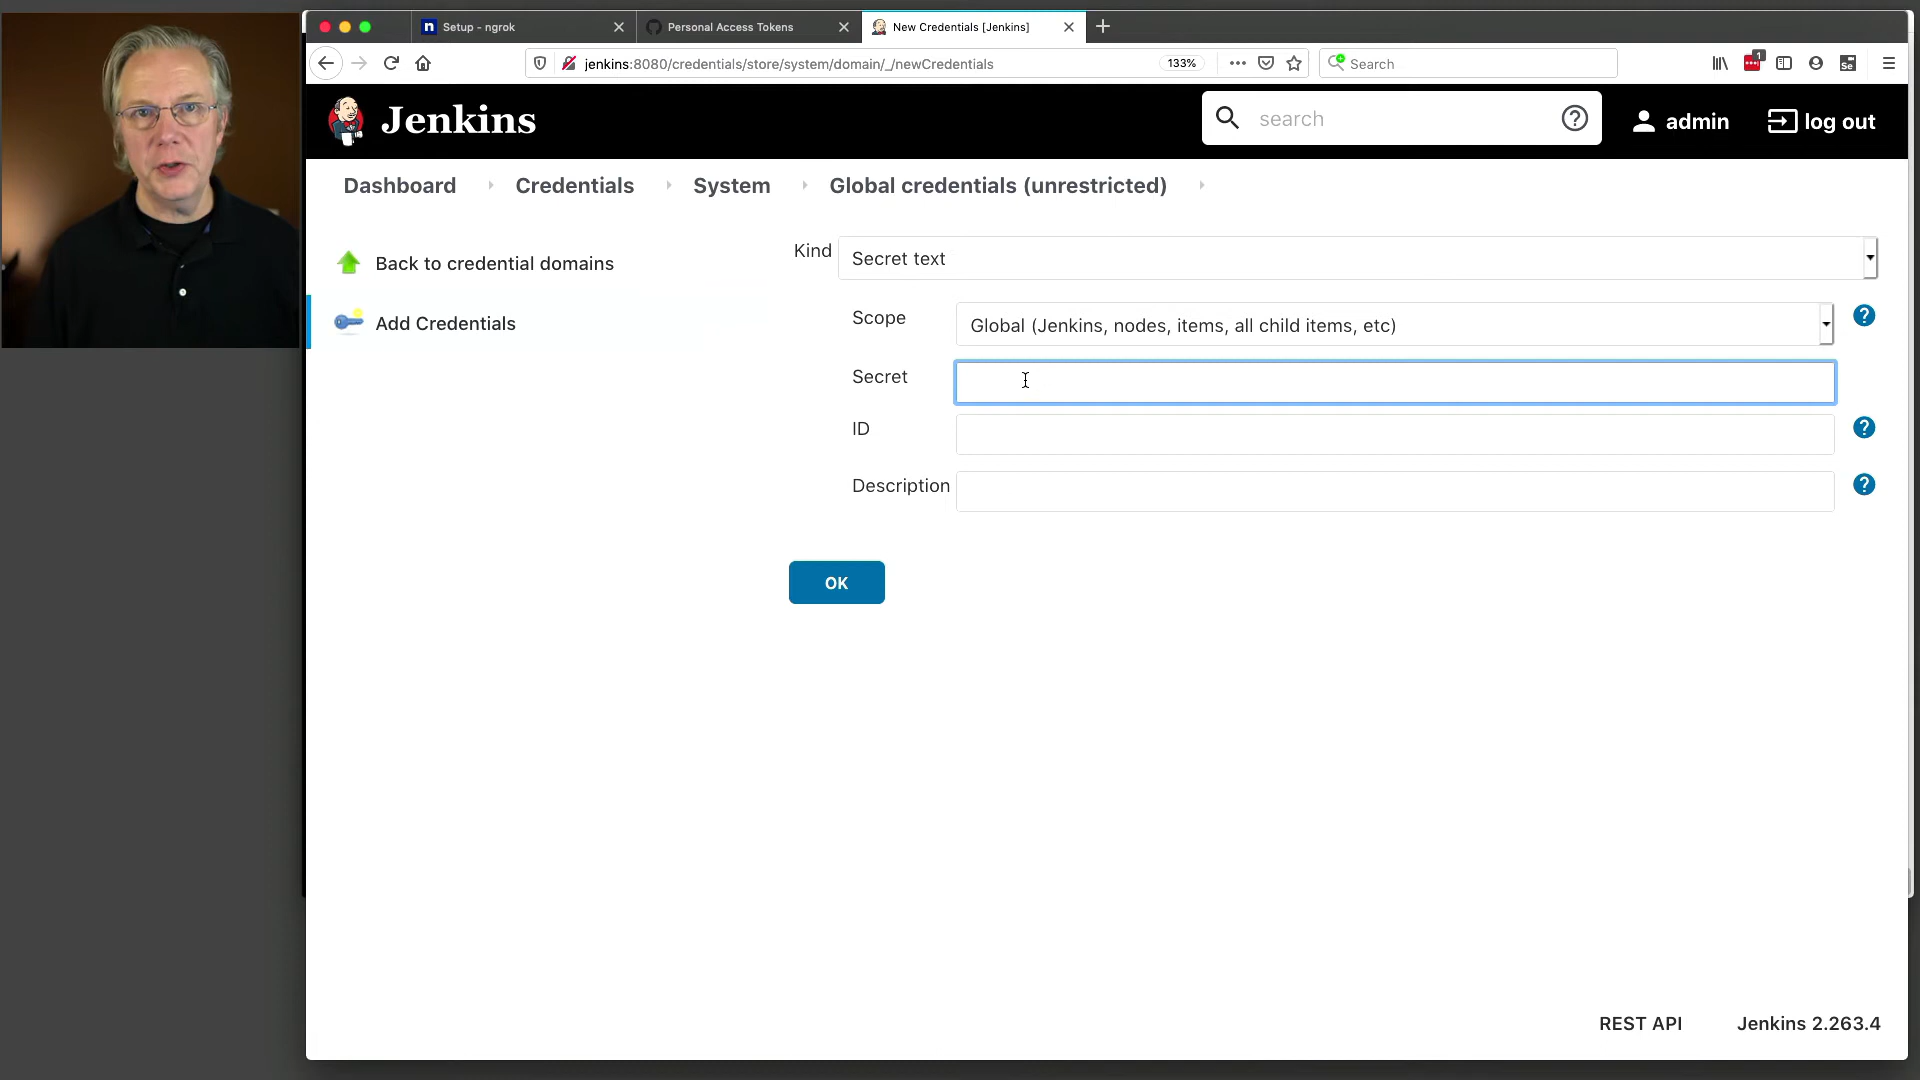 Setup - ngrok
Personal Access Tokens
New Credentials [Jenkins]
jenkins:8080/credentials/store/system/domain/_/newCredentials
133%
Search
1
Se
Jenkins
search
admin
log out
Dashboard
Credentials
System
Global credentials (unrestricted)
Back to credential domains
Add Credentials
Kind
Secret text
Scope
Global (Jenkins, nodes, items, all child items, etc)
Secret
ID
Description
OK
REST API
Jenkins 2.263.4